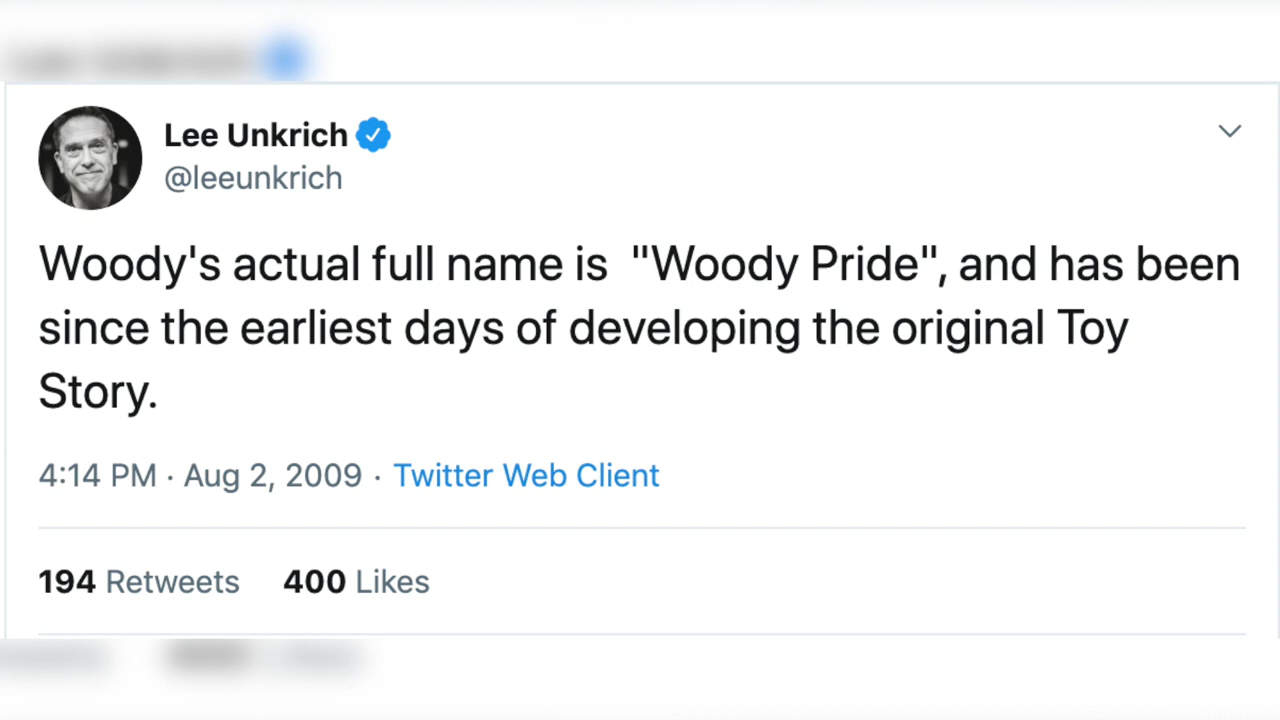 Lee Unkrich
@leeunkrich
Woody's actual full name is  "Woody Pride", and has been
since the earliest days of developing the original Toy
Story.
4:14 PM · Aug 2, 2009 · Twitter Web Client
194 Retweets 400 Likes